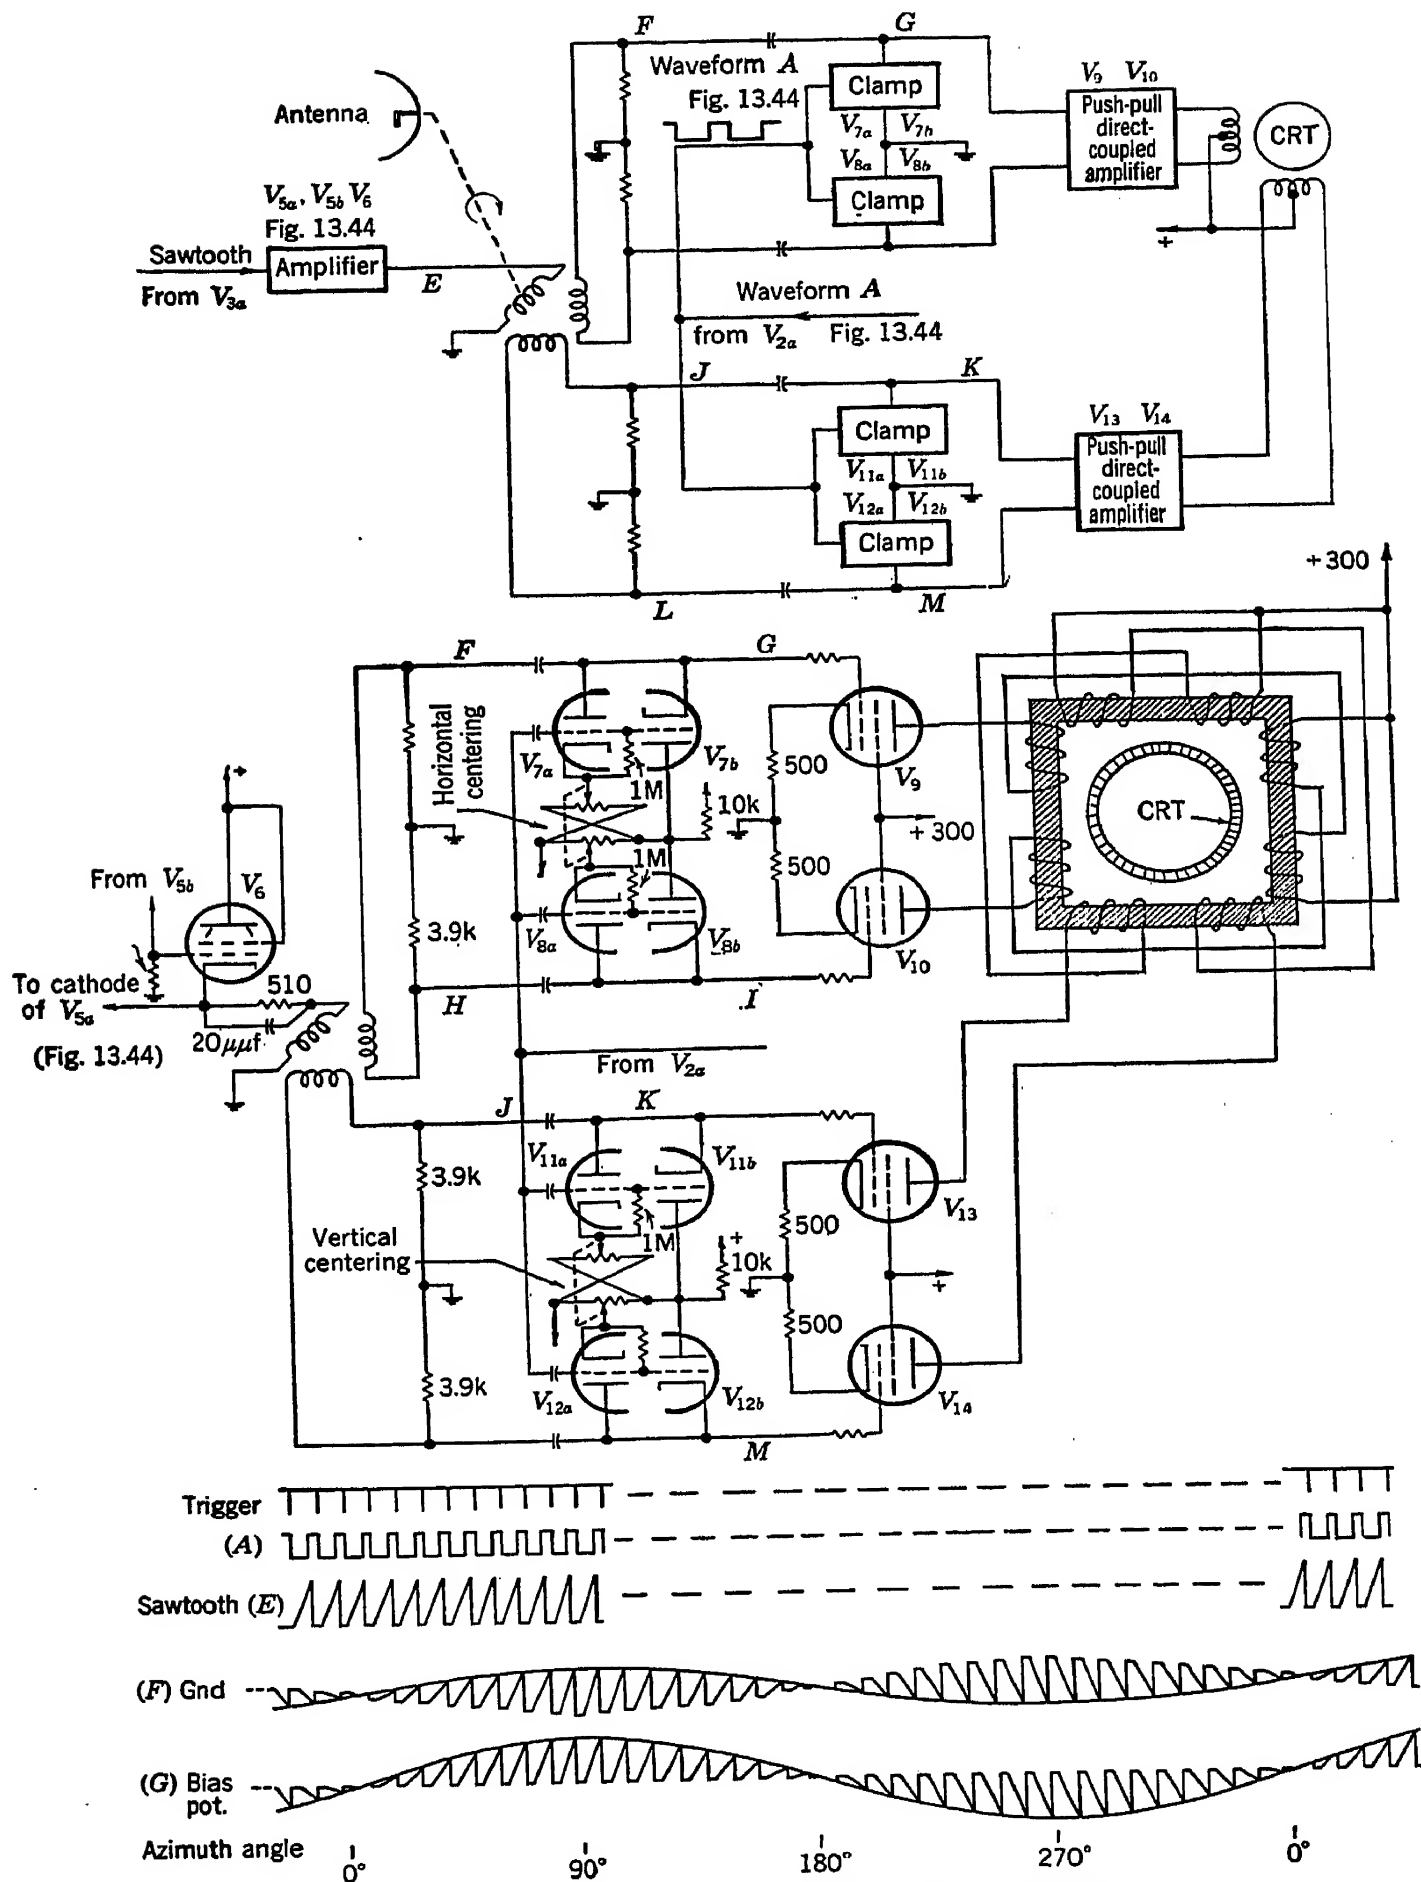 F
G
Waveform A
Fig. 13.44
Clamp
V7a V7b
V8a V8b
Clamp
V9 V10
Push-pull
direct-
coupled
amplifier
CRT
+
Antenna
V5a, V5b V6
Fig. 13.44
Sawtooth
From V3a
Amplifier
E
Waveform A
from V2a Fig. 13.44
J
K
Clamp
V11a V11b
V12a V12b
Clamp
V13 V14
Push-pull
direct-
coupled
amplifier
L
M
+300
F
G
Horizontal
centering
V7a
V7b
1M
10k
1M
V8a
V8b
500
500
V9
+300
V10
CRT
+
From V5b
V6
To cathode
of V5a
(Fig. 13.44)
510
20μμf
3.9k
H
I
From V2a
J
K
V11a
V11b
3.9k
1M
Vertical
centering
+
10k
3.9k
V12a
V12b
500
500
V13
+
V14
M
Trigger
(A)
Sawtooth (E)
(F) Gnd
(G) Bias
pot.
Azimuth angle 0° 90° 180° 270° 0°